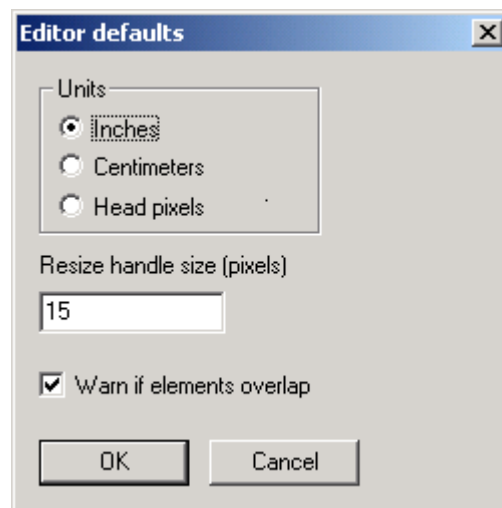 Editor defaults
Units
Inches
Centimeters
Head pixels
Resize handle size (pixels)
15
Warn if elements overlap
OK
Cancel